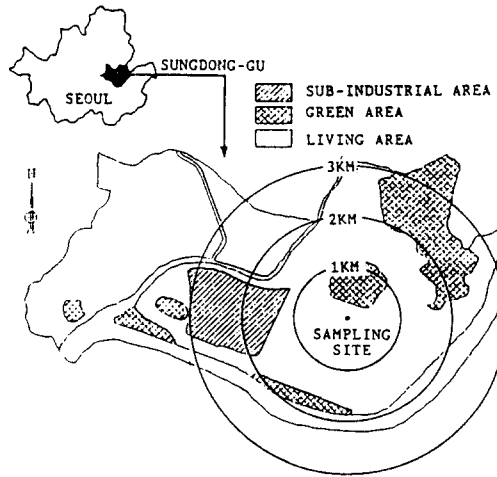 SUNGDONG-GU
SEOUL
SUB-INDUSTRIAL AREA
GREEN AREA
LIVING AREA
N
3KM
2KM
1KM
SAMPLING
SITE